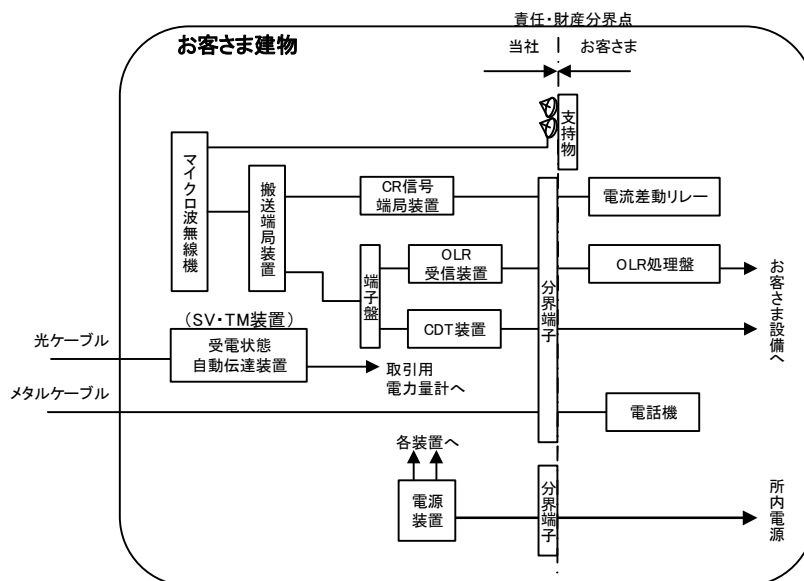 責任・財産分界点
お客さま建物
当社
お客さま
支持物
マイクロ波無線機
搬送端局装置
CR信号
端局装置
分界端子
電流差動リレー
端子盤
OLR
受信装置
OLR処理盤
お客さま設備へ
CDT装置
(SV・TM装置)
光ケーブル
受電状態
自動伝達装置
取引用
電力量計へ
メタルケーブル
電話機
各装置へ
電源
装置
分界端子
所内電源